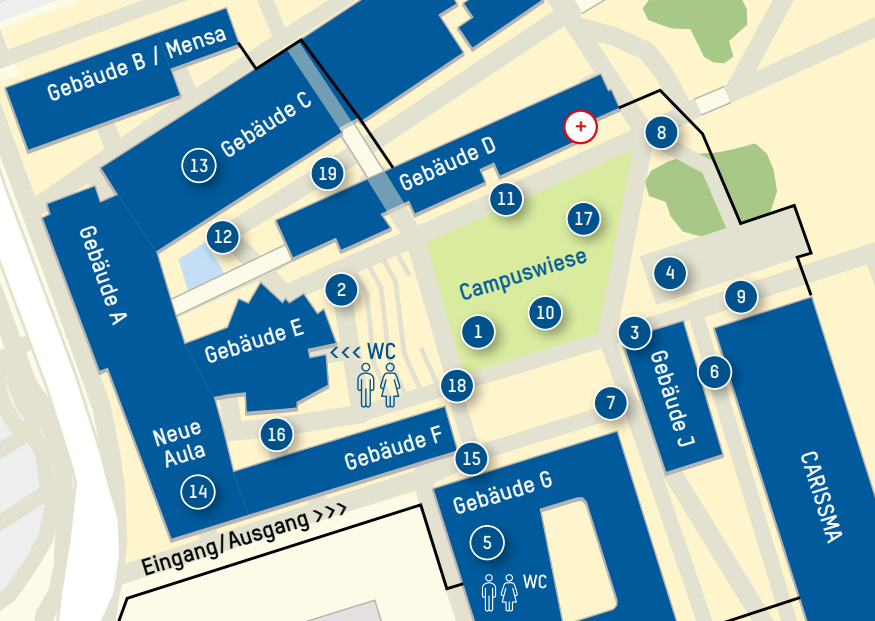 Gebäude B / Mensa
Gebäude C
13
19
Gebäude D
+
8
11
17
12
Gebäude A
Campuswiese
4
2
9
10
1
3
Gebäude E
<<< WC
6
Gebäude J
18
7
16
Neue
Aula
Gebäude F
15
14
Gebäude G
CARISSMA
Eingang/Ausgang >>>
5
WC